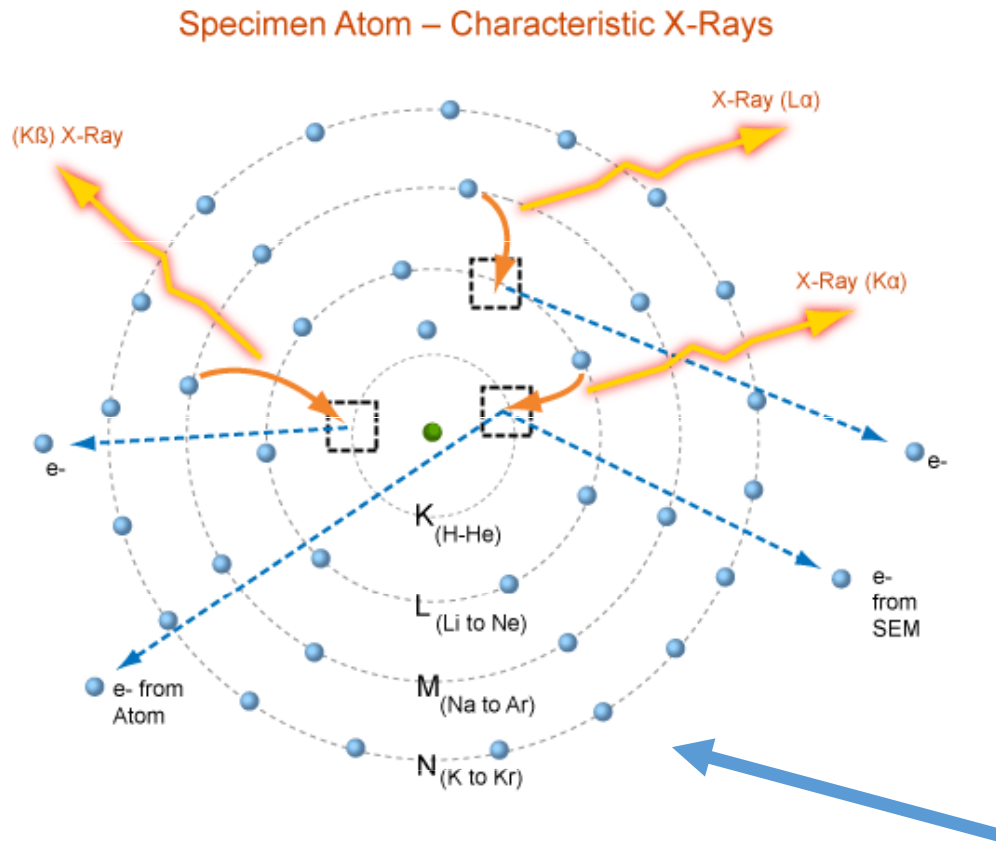 Specimen Atom – Characteristic X-Rays
X-Ray (Lα)
(Kß) X-Ray
X-Ray (Kα)
e-
e-
K(H-He)
e-
from
SEM
L(Li to Ne)
e- from
Atom
M(Na to Ar)
N(K to Kr)